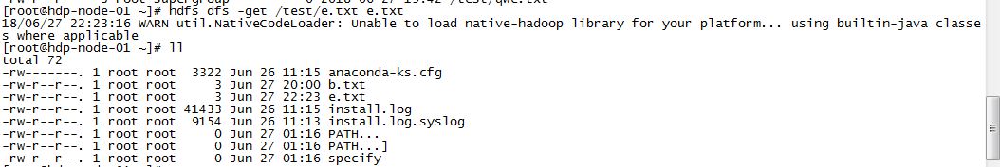 [root@hdp-node-01 ~]# hdfs dfs -get /test/e.txt e.txt
18/06/27 22:23:16 WARN util.NativeCodeLoader: Unable to load native-hadoop library for your platform... using builtin-java classe
s where applicable
[root@hdp-node-01 ~]# ll
total 72
-rw-------. 1 root root  3322 Jun 26 11:15 anaconda-ks.cfg
-rw-r--r--. 1 root root     3 Jun 27 20:00 b.txt
-rw-r--r--. 1 root root     3 Jun 27 22:23 e.txt
-rw-r--r--. 1 root root 41433 Jun 26 11:15 install.log
-rw-r--r--. 1 root root  9154 Jun 26 11:13 install.log.syslog
-rw-r--r--. 1 root root     0 Jun 27 01:16 PATH...
-rw-r--r--. 1 root root     0 Jun 27 01:16 PATH...]
-rw-r--r--. 1 root root     0 Jun 27 01:16 specify